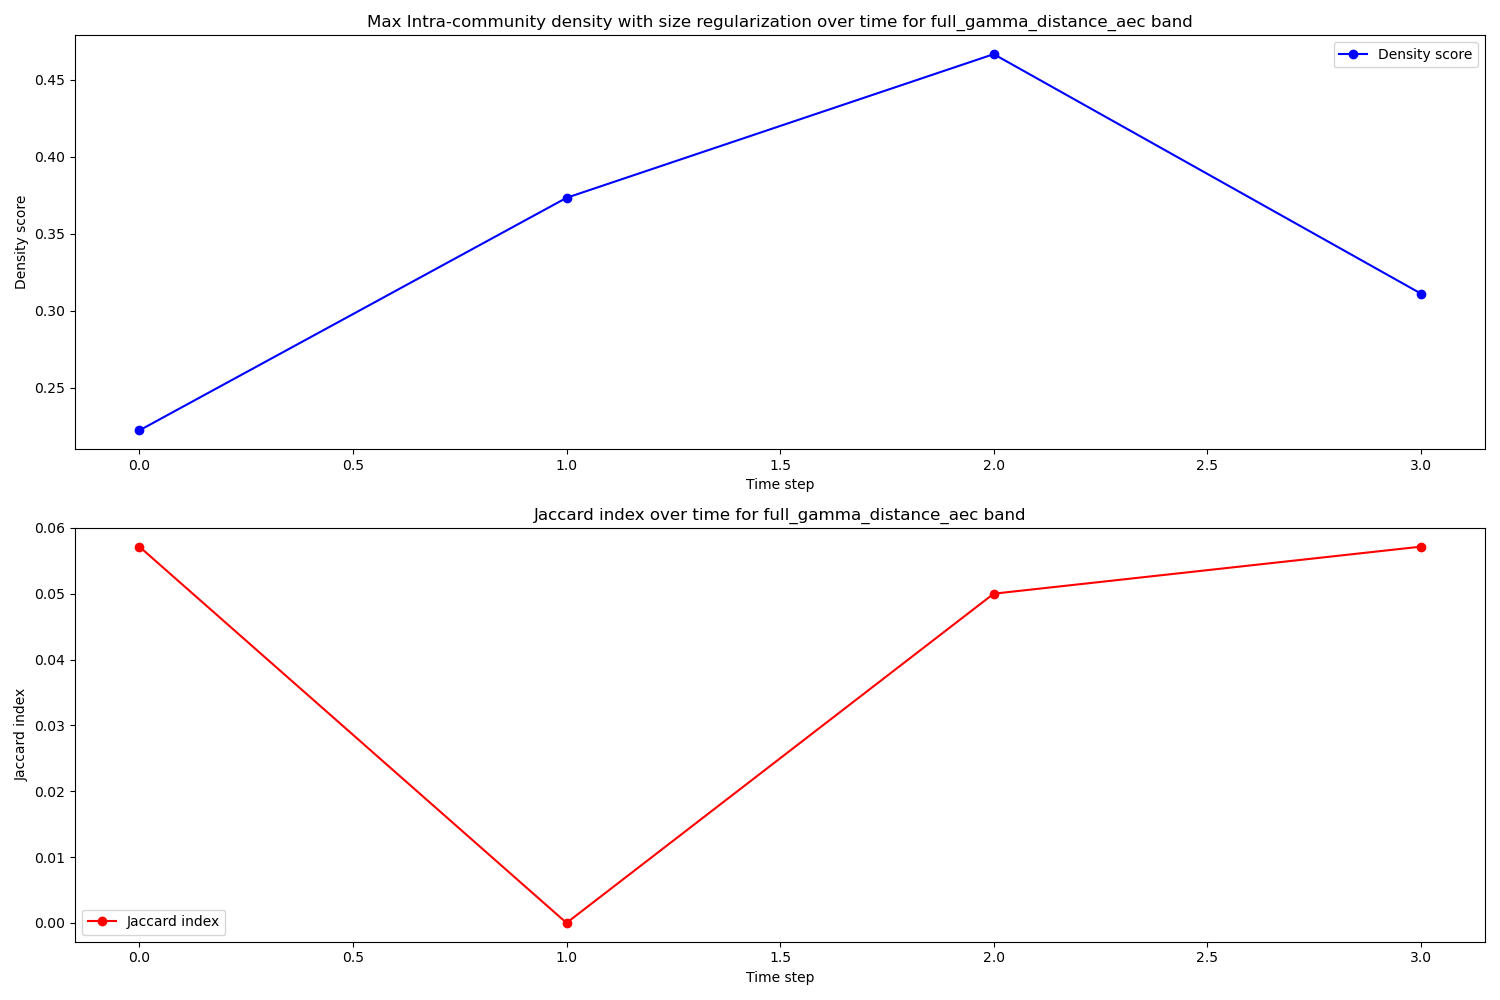 Max Intra-community density with size regularization over time for full_gamma_distance_aec band
Density score
0.45
0.40
0.35
0.30
0.25
Density score
0.0 0.5 1.0 1.5 2.0 2.5 3.0
Time step
Jaccard index over time for full_gamma_distance_aec band
0.06
0.05
0.04
0.03
0.02
0.01
0.00
Jaccard index
Jaccard index
0.0 0.5 1.0 1.5 2.0 2.5 3.0
Time step